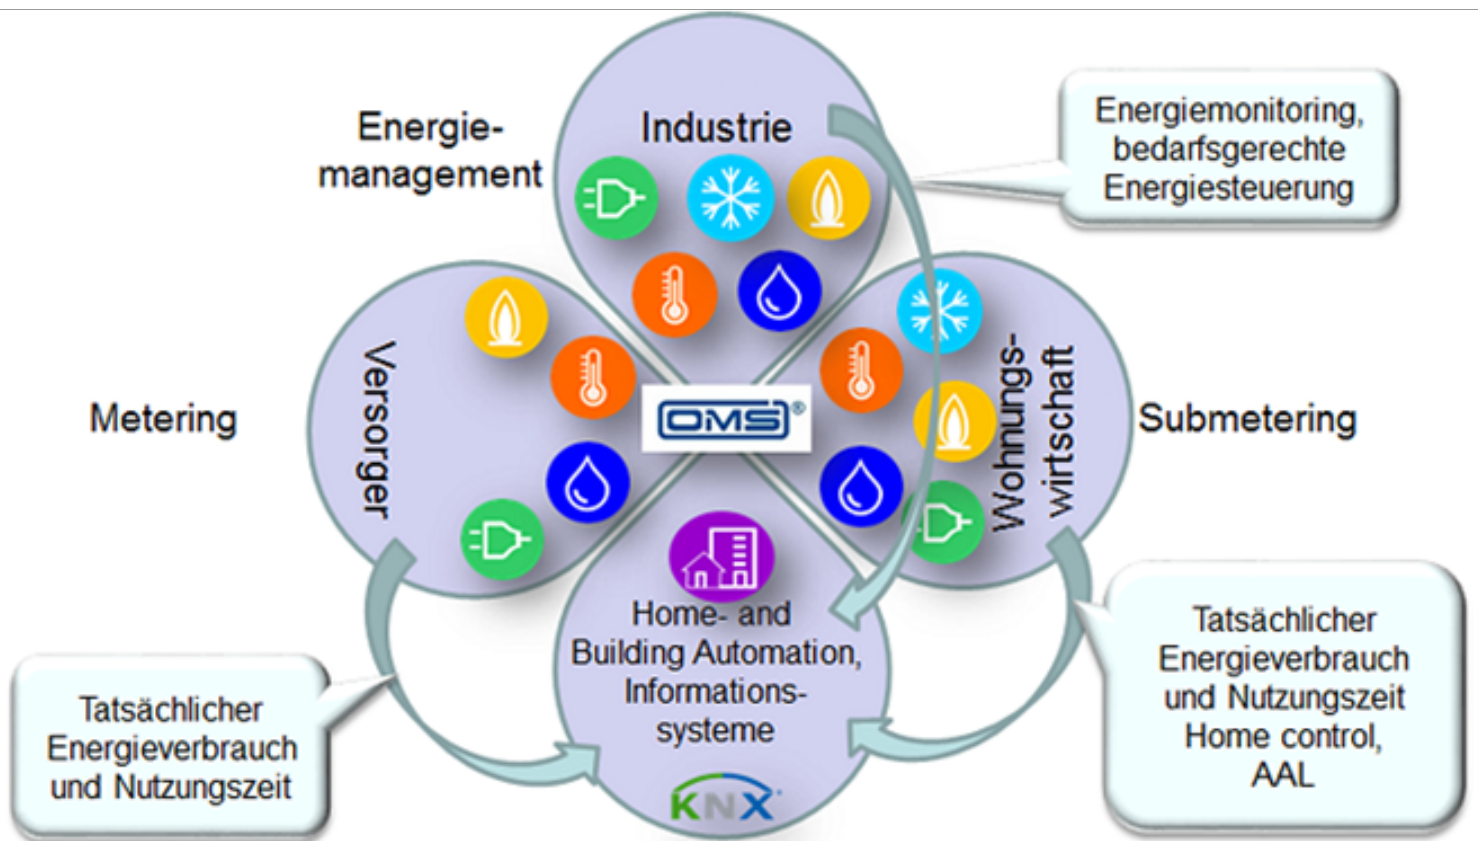 Energie-
management
Industrie
Energiemonitoring,
bedarfsgerechte
Energiesteuerung
Metering
Versorger
OMS®
Wohnungs-
wirtschaft
Submetering
Home- and
Building Automation,
Informations-
systeme
KNX
Tatsächlicher
Energieverbrauch
und Nutzungszeit
Tatsächlicher
Energieverbrauch
und Nutzungszeit
Home control,
AAL